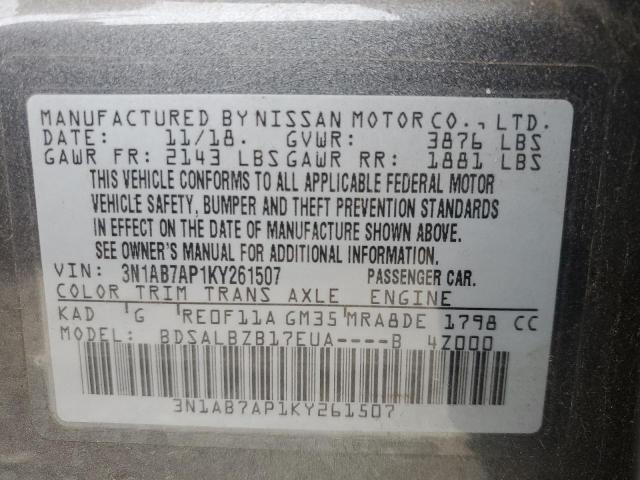 MANUFACTURED BY NISSAN MOTOR CO., LTD.
DATE: 11/18. GVWR: 3876 LBS
GAWR FR: 2143 LBS GAWR RR: 1881 LBS
THIS VEHICLE CONFORMS TO ALL APPLICABLE FEDERAL MOTOR
VEHICLE SAFETY, BUMPER AND THEFT PREVENTION STANDARDS
IN EFFECT ON THE DATE OF MANUFACTURE SHOWN ABOVE.
SEE OWNER'S MANUAL FOR ADDITIONAL INFORMATION.
VIN: 3N1AB7AP1KY261507 PASSENGER CAR.
COLOR TRIM TRANS AXLE ENGINE
KAD G RE0F11A GM35 MRA8DE 1798 CC
MODEL: BDSALBZB17EUA----B 4Z000
3N1AB7AP1KY261507